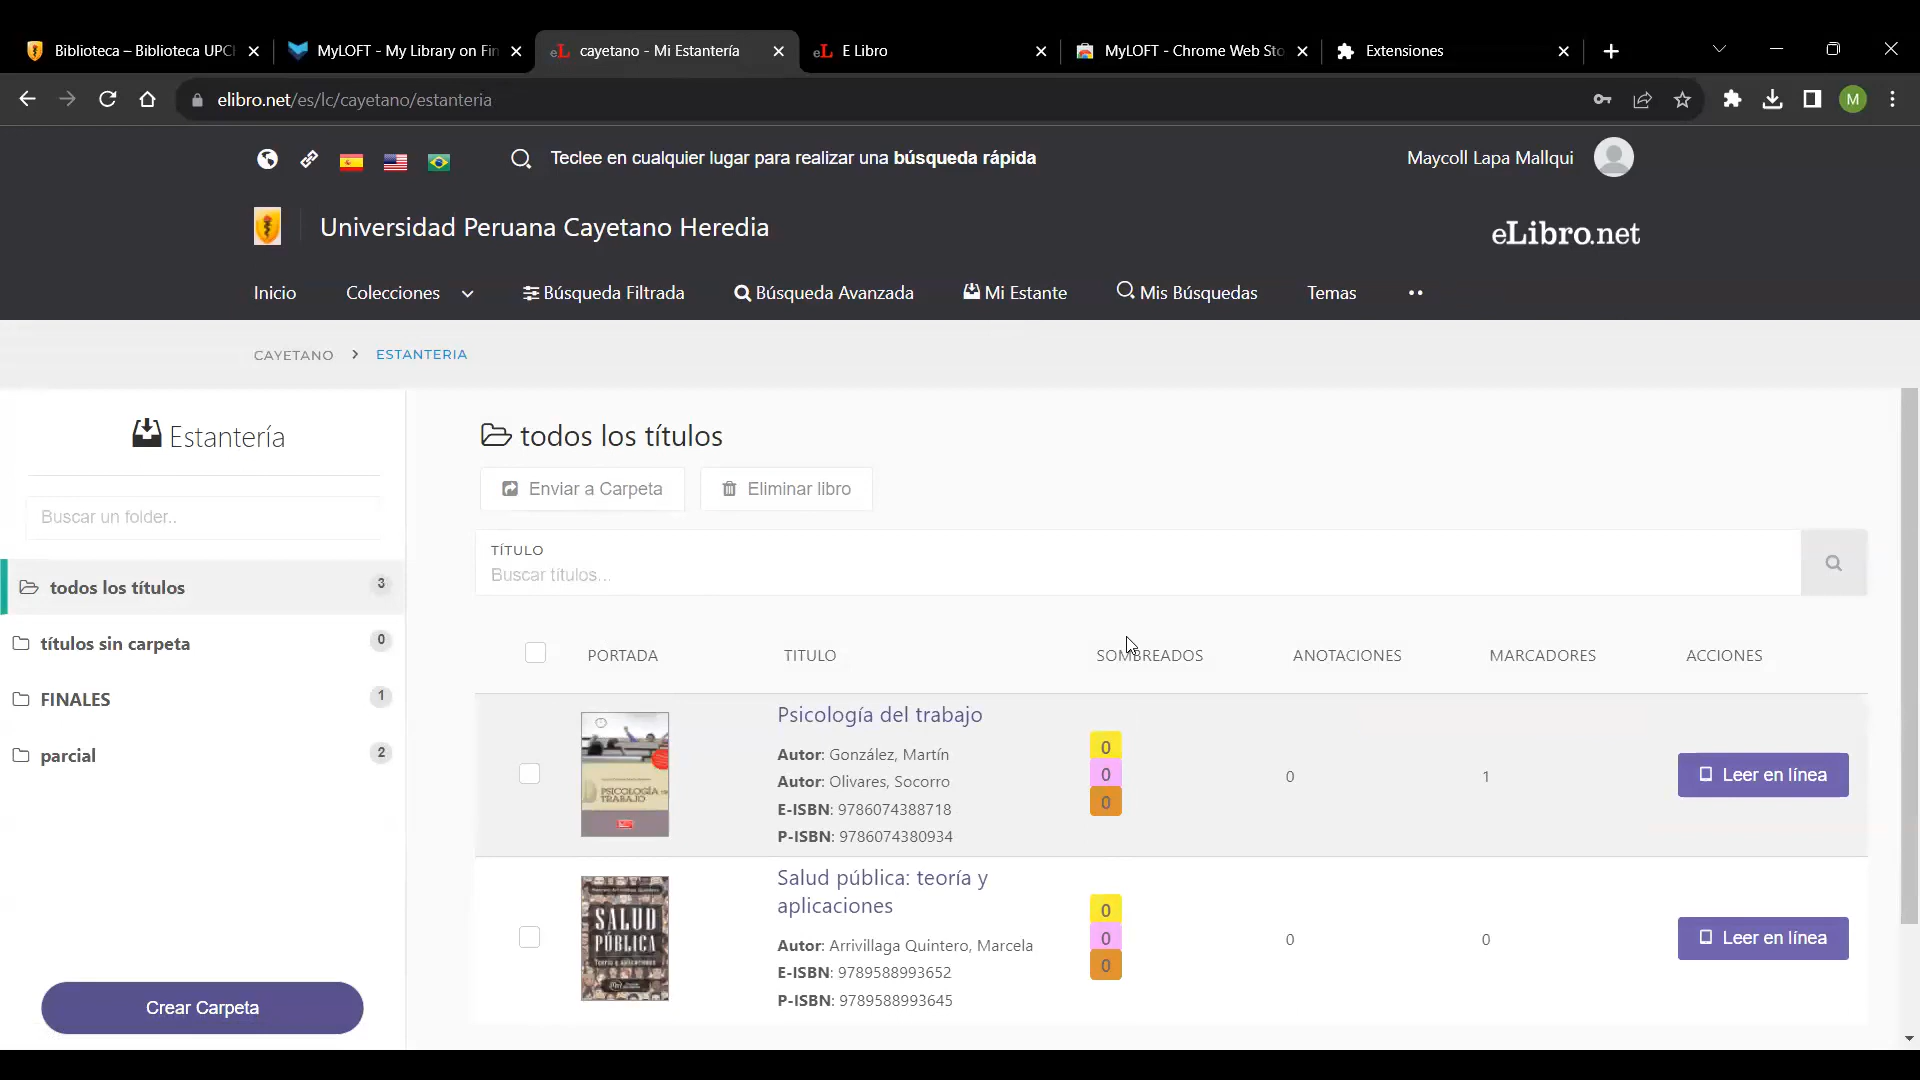 Biblioteca – Biblioteca UPC
MyLOFT - My Library on Fin
cayetano - Mi Estantería
E Libro
MyLOFT - Chrome Web Sto
Extensiones
elibro.net/es/lc/cayetano/estanteria
M
Teclee en cualquier lugar para realizar una búsqueda rápida
Maycoll Lapa Mallqui
Universidad Peruana Cayetano Heredia
eLibro.net
Inicio
Colecciones
Búsqueda Filtrada
Búsqueda Avanzada
Mi Estante
Mis Búsquedas
Temas
CAYETANO > ESTANTERIA
Estantería
Buscar un folder..
todos los títulos 3
títulos sin carpeta 0
FINALES 1
parcial 2
Crear Carpeta
todos los títulos
Enviar a Carpeta
Eliminar libro
TÍTULO
Buscar títulos...
PORTADA TITULO SOMBREADOS ANOTACIONES MARCADORES ACCIONES
PSICOLOGÍA DEL
TRABAJO
Psicología del trabajo
Autor: González, Martín
Autor: Olivares, Socorro
E-ISBN: 9786074388718
P-ISBN: 9786074380934
0
0
0
0
1
Leer en línea
SALUD
PÚBLICA
Teoría y aplicaciones
Salud pública: teoría y
aplicaciones
Autor: Arrivillaga Quintero, Marcela
E-ISBN: 9789588993652
P-ISBN: 9789588993645
0
0
0
0
0
Leer en línea